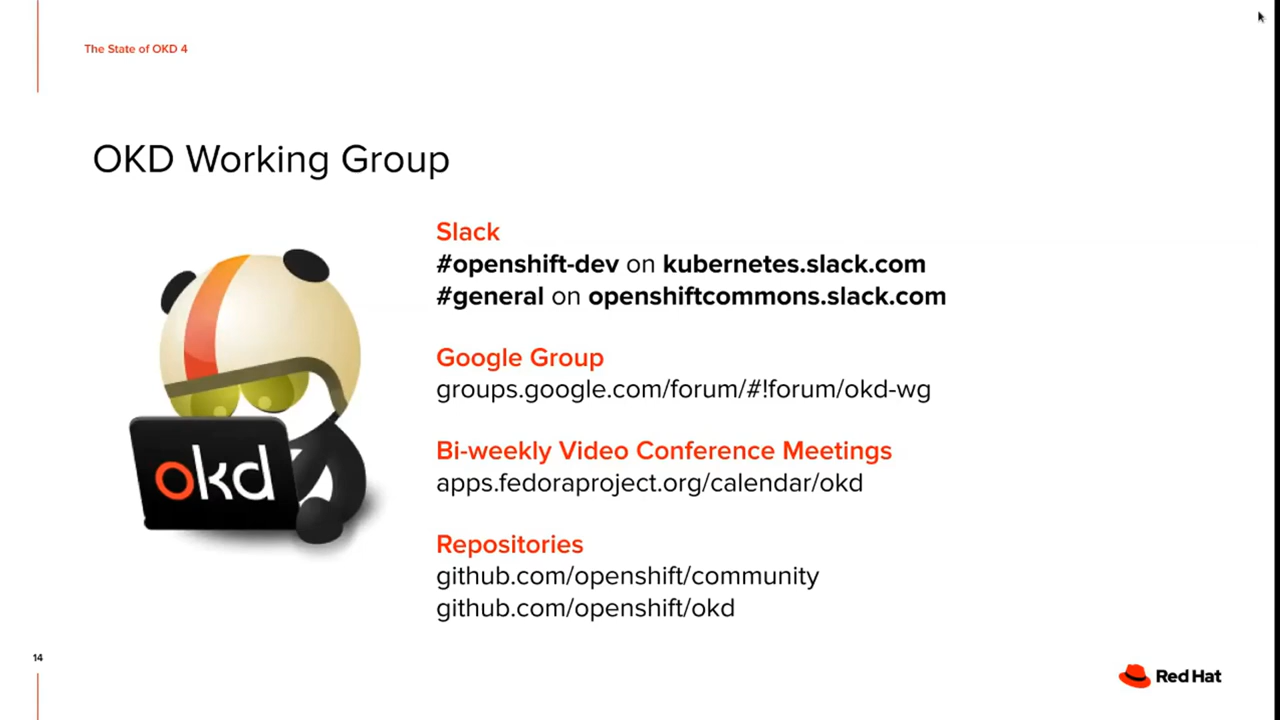 The State of OKD 4
OKD Working Group
Slack
#openshift-dev on kubernetes.slack.com
#general on openshiftcommons.slack.com
Google Group
groups.google.com/forum/#!forum/okd-wg
Bi-weekly Video Conference Meetings
apps.fedoraproject.org/calendar/okd
Repositories
github.com/openshift/community
github.com/openshift/okd
okd
14
Red Hat